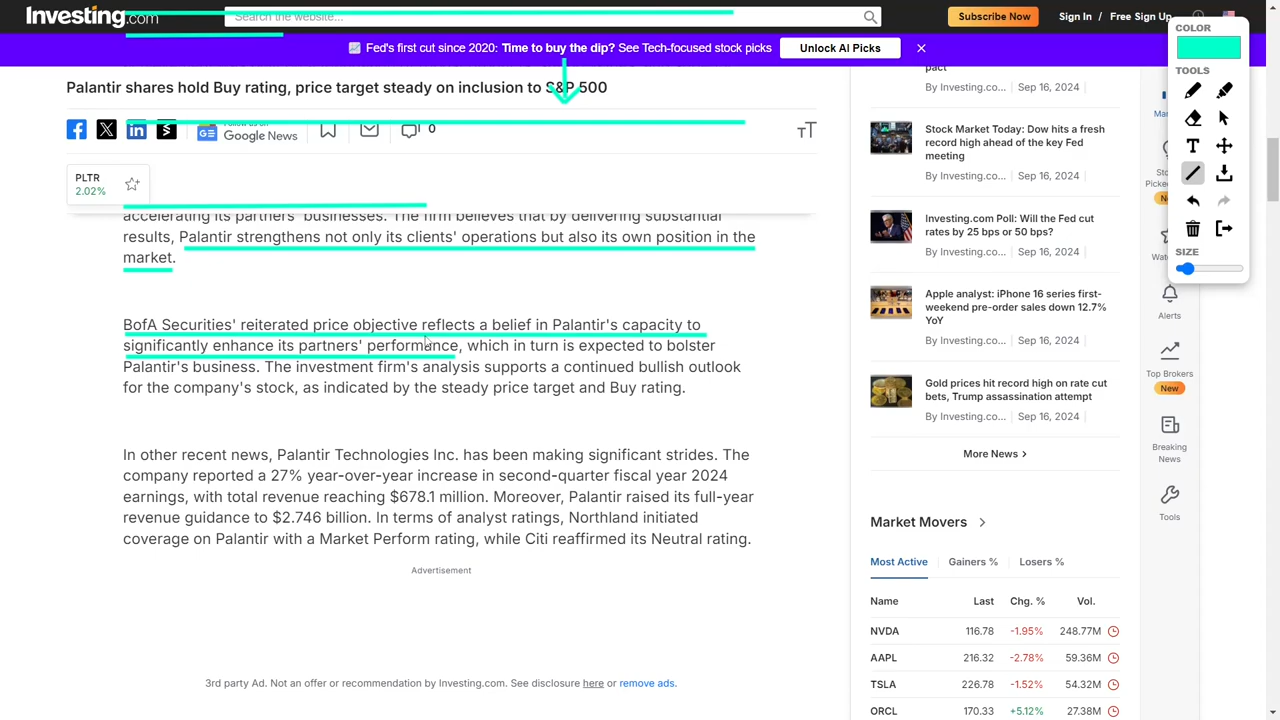 Investing.com
Search the website...
Subscribe Now
Sign In / Free Sign Up
Fed's first cut since 2020: Time to buy the dip? See Tech-focused stock picks
Unlock AI Picks
Palantir shares hold Buy rating, price target steady on inclusion to S&P 500
Google News
0
PLTR
2.02%
accelerating its partners' businesses. The firm believes that by delivering substantial
results, Palantir strengthens not only its clients' operations but also its own position in the
market.
BofA Securities' reiterated price objective reflects a belief in Palantir's capacity to
significantly enhance its partners' performance, which in turn is expected to bolster
Palantir's business. The investment firm's analysis supports a continued bullish outlook
for the company's stock, as indicated by the steady price target and Buy rating.
In other recent news, Palantir Technologies Inc. has been making significant strides. The
company reported a 27% year-over-year increase in second-quarter fiscal year 2024
earnings, with total revenue reaching $678.1 million. Moreover, Palantir raised its full-year
revenue guidance to $2.746 billion. In terms of analyst ratings, Northland initiated
coverage on Palantir with a Market Perform rating, while Citi reaffirmed its Neutral rating.
Advertisement
3rd party Ad. Not an offer or recommendation by Investing.com. See disclosure here or remove ads.
pact
By Investing.co... Sep 16, 2024
Stock Market Today: Dow hits a fresh
record high ahead of the key Fed
meeting
By Investing.co... Sep 16, 2024
Investing.com Poll: Will the Fed cut
rates by 25 bps or 50 bps?
By Investing.co... Sep 16, 2024
Apple analyst: iPhone 16 series first-
weekend pre-order sales down 12.7%
YoY
By Investing.co... Sep 16, 2024
Gold prices hit record high on rate cut
bets, Trump assassination attempt
By Investing.co... Sep 16, 2024
More News
Market Movers
Most Active Gainers % Losers %
Name Last Chg. % Vol.
NVDA 116.78 -1.95% 248.77M
AAPL 216.32 -2.78% 59.36M
TSLA 226.78 -1.52% 54.32M
ORCL 170.33 +5.12% 27.38M
COLOR
TOOLS
T
SIZE
Alerts
Top Brokers
New
Breaking
News
Tools